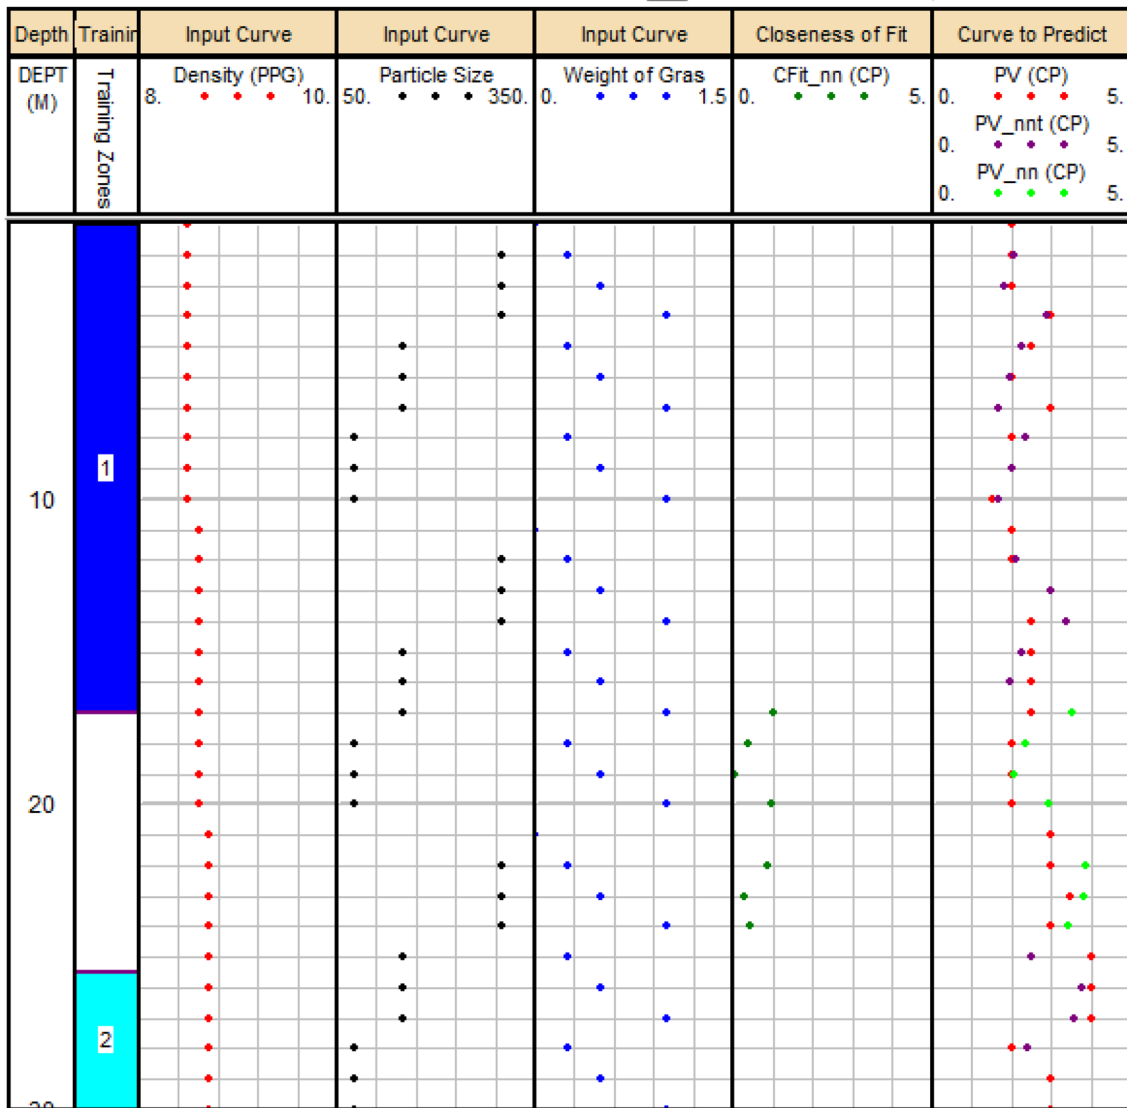 Depth Trainin Input Curve Input Curve Input Curve Closeness of Fit Curve to Predict
DEPT (M)
Training Zones
Density (PPG)
8. 10.
Particle Size
50. 350.
Weight of Gras
0. 1.5
CFit_nn (CP)
0. 5.
PV (CP)
0. 5.
PV_nnt (CP)
0. 5.
PV_nn (CP)
0. 5.
1
10
20
2